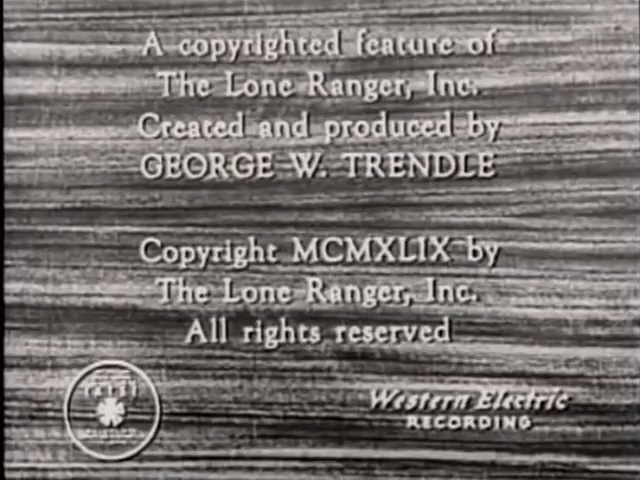 A copyrighted feature of
The Lone Ranger, Inc.
Created and produced by
GEORGE W. TRENDLE
Copyright MCMXLIX by
The Lone Ranger, Inc.
All rights reserved
Western Electric
RECORDING